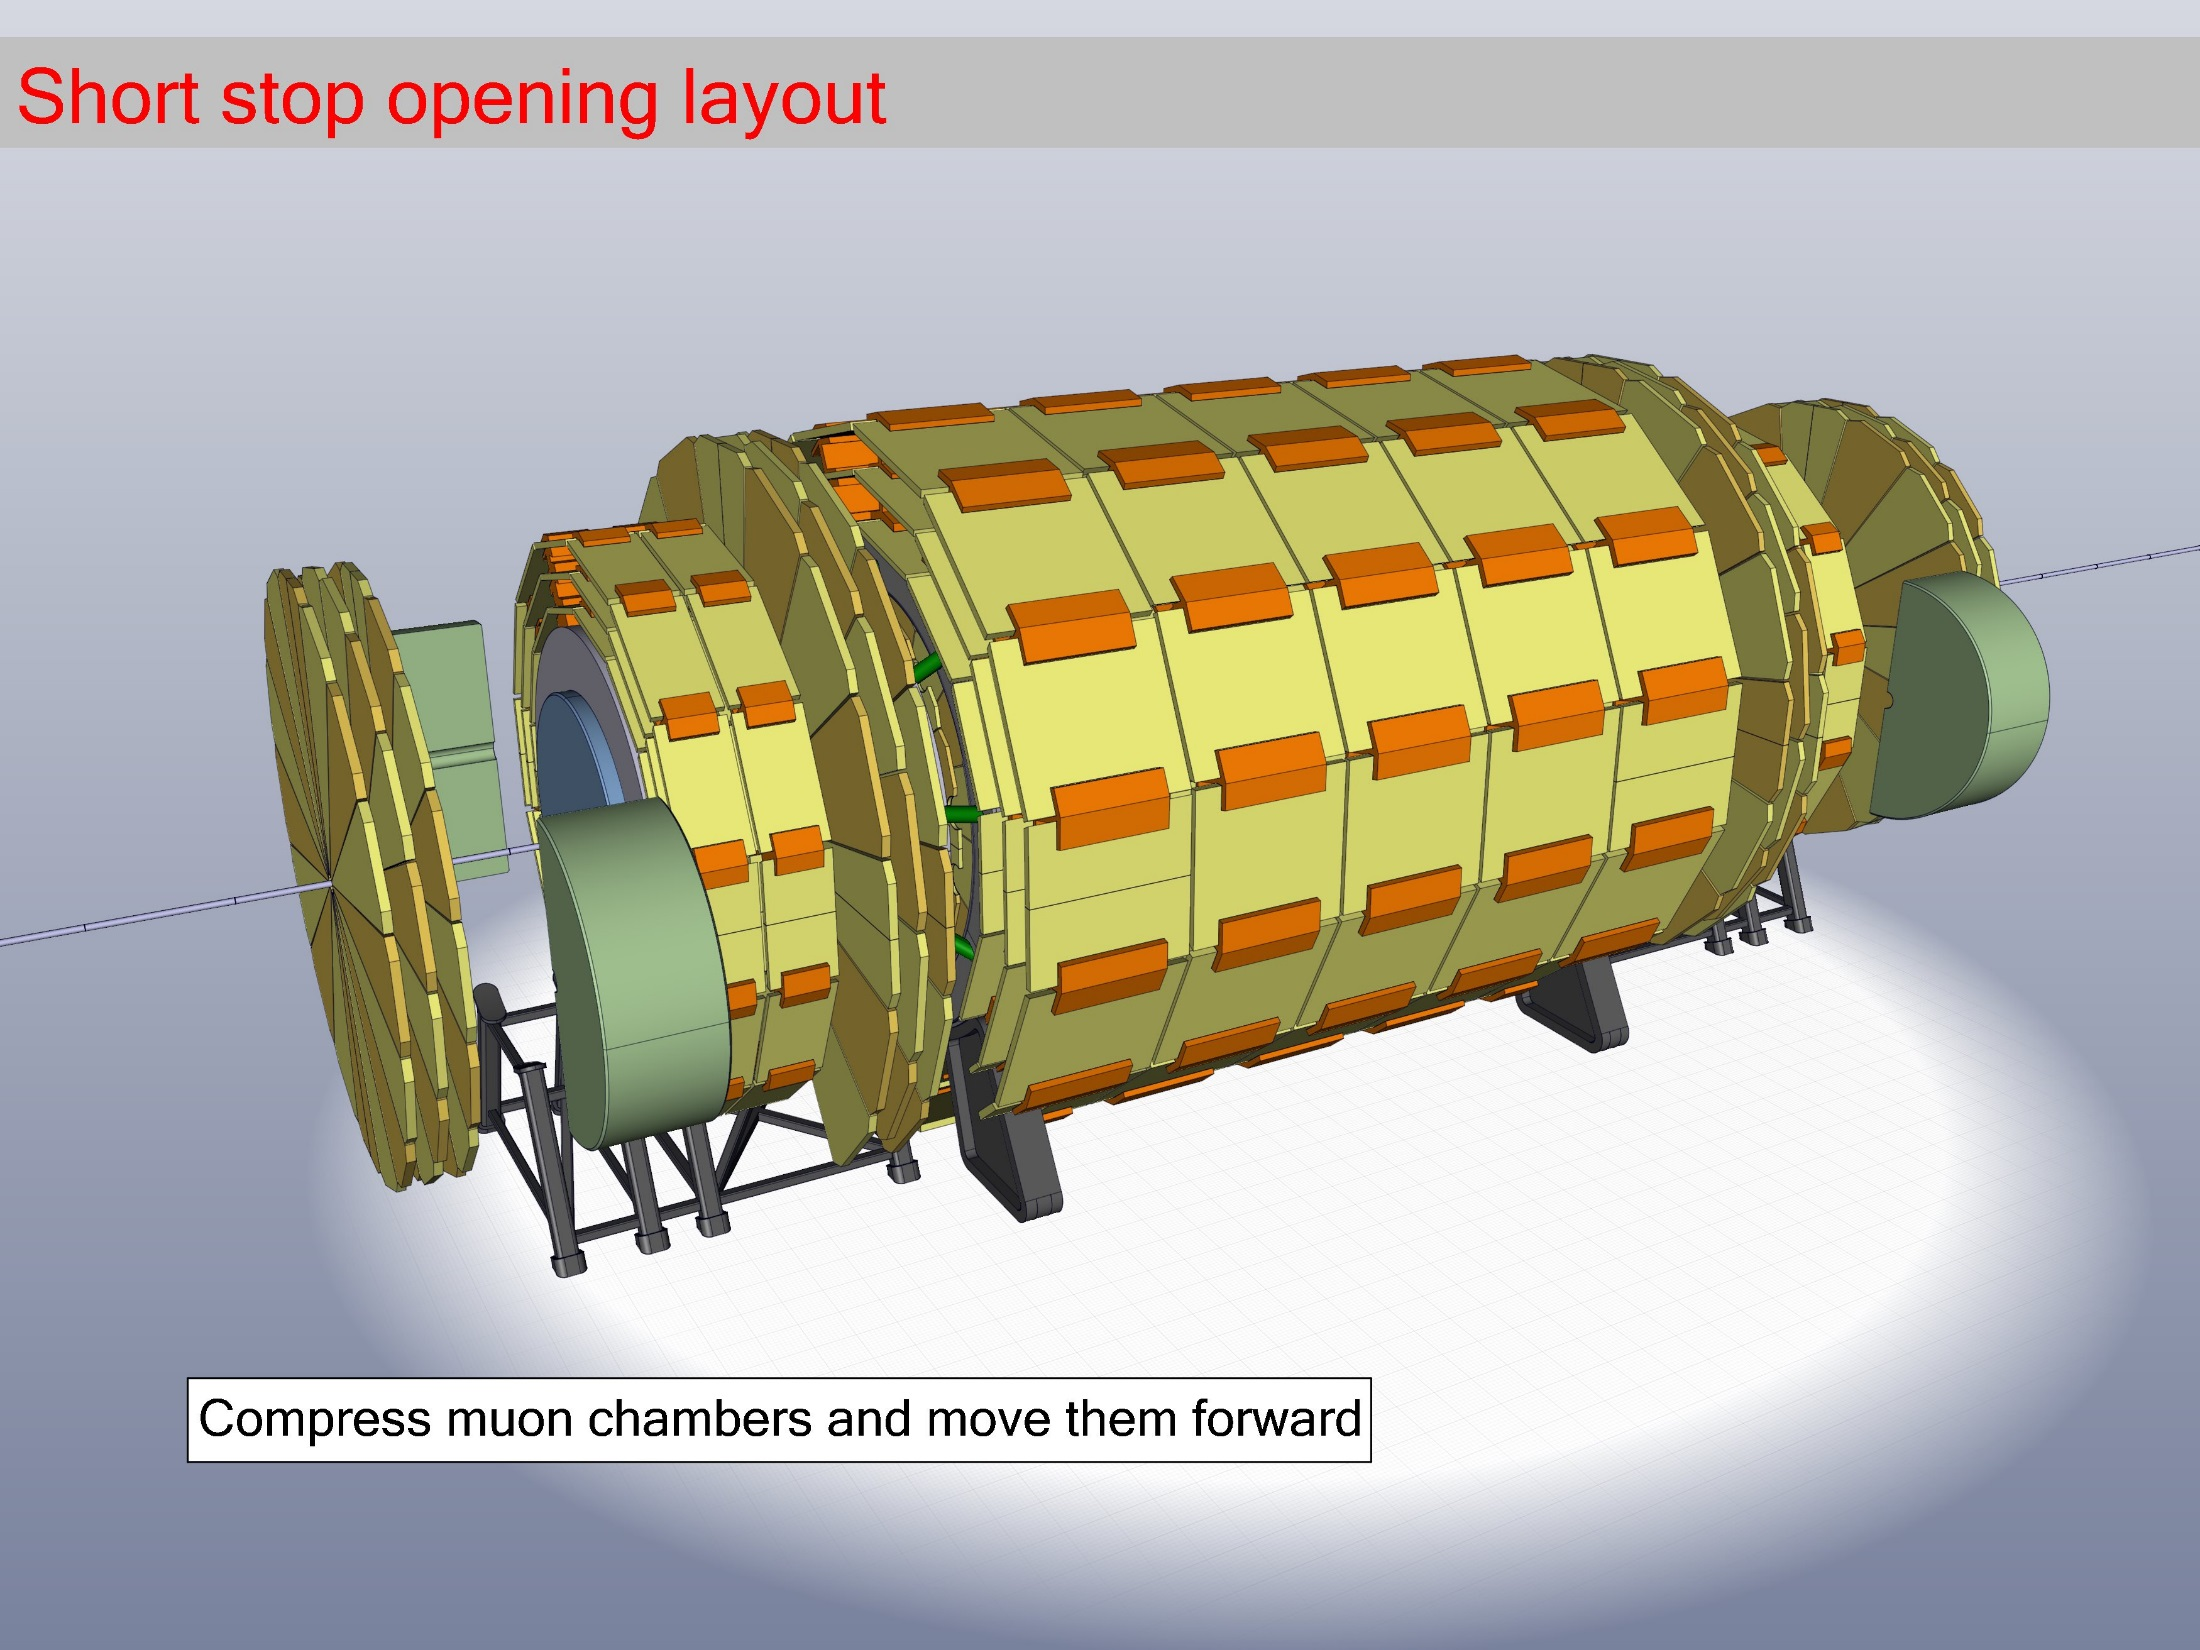 Short stop opening layout
Compress muon chambers and move them forward